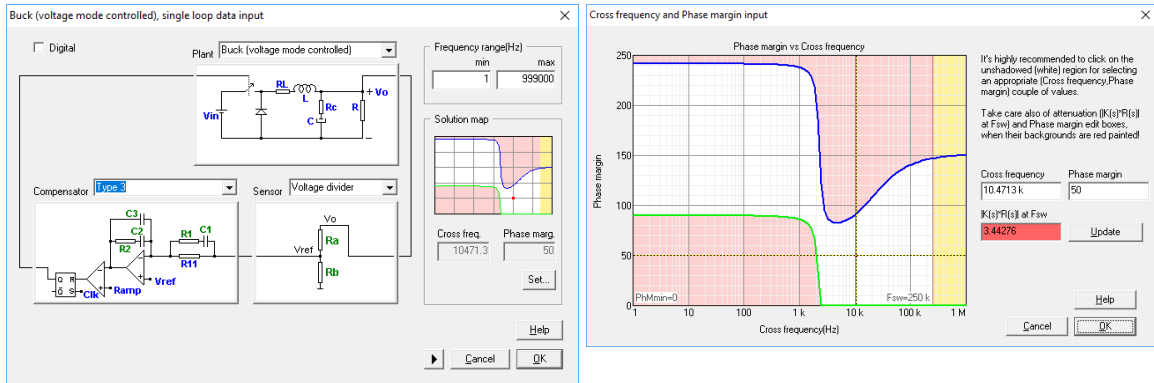 Buck (voltage mode controlled), single loop data input
Digital
Plant Buck (voltage mode controlled)
RL
L
+Vo
Vin
Rc
C
R
Frequency range(Hz)
min max
1 999000
Solution map
Cross freq. Phase marg.
10471.3 50
Set...
Compensator Type 3
C3
C2
R2
R1 C1
R11
Q R
Q̄ S
Clk
Ramp
Vref
Sensor Voltage divider
Vo
Ra
Vref
Rb
Help
Cancel OK
Cross frequency and Phase margin input
Phase margin vs Cross frequency
Phase margin
250
200
150
100
50
0
PhMmin=0 Fsw=250 k
1 10 100 1 k 10 k 100 k 1 M
Cross frequency(Hz)
It's highly recommended to click on the
unshadowed (white) region for selecting
an appropriate (Cross frequency,Phase
margin) couple of values.
Take care also of attenuation (|K(s)*R(s)|
at Fsw) and Phase margin edit boxes,
when their backgrounds are red painted!
Cross frequency Phase margin
10.4713 k 50
|K(s)*R(s)| at Fsw
3.44276 Update
Help
Cancel OK